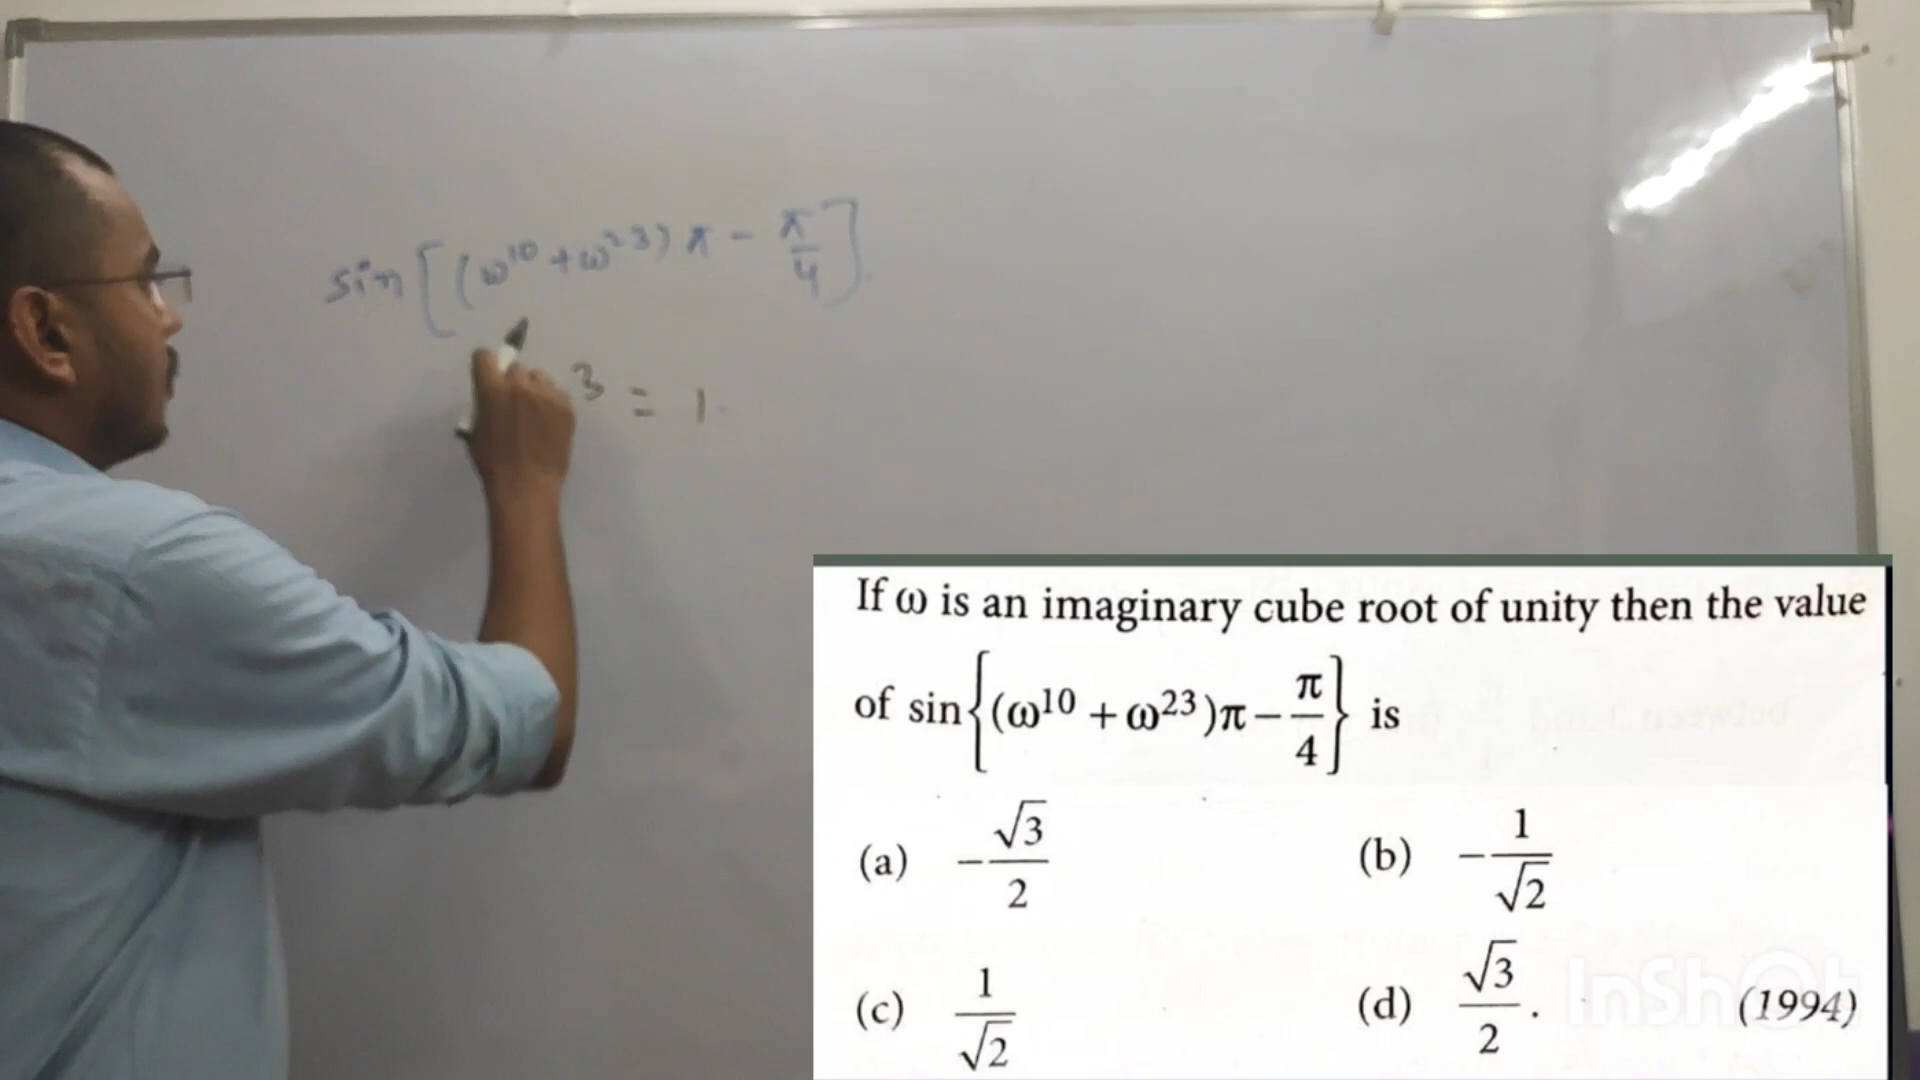 sin[(ω¹⁰ + ω²³)π − π/4].
³ = 1.
If ω is an imaginary cube root of unity then the value
of sin{(ω¹⁰ + ω²³)π − π/4} is
(a) −√3/2 (b) −1/√2
(c) 1/√2 (d) √3/2. (1994)
InShOt